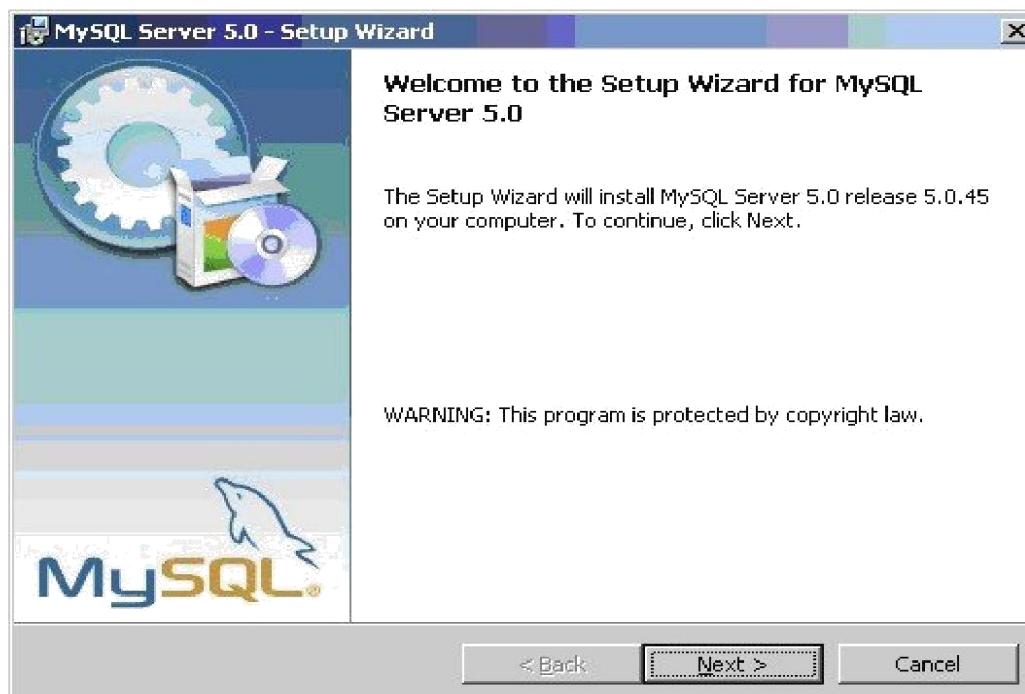 MySQL Server 5.0 - Setup Wizard
Welcome to the Setup Wizard for MySQL
Server 5.0
The Setup Wizard will install MySQL Server 5.0 release 5.0.45
on your computer. To continue, click Next.
WARNING: This program is protected by copyright law.
MySQL®
< Back
Next >
Cancel